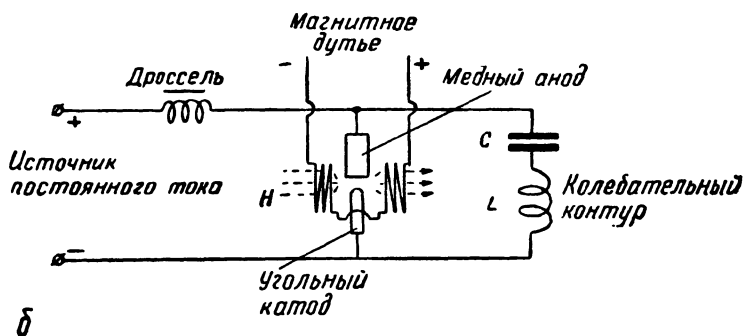 Магнитное
дутье
Дроссель
- +
Медный анод
+
C
Источник
постоянного тока
H
L
Колебательный
контур
-
Угольный
катод
б